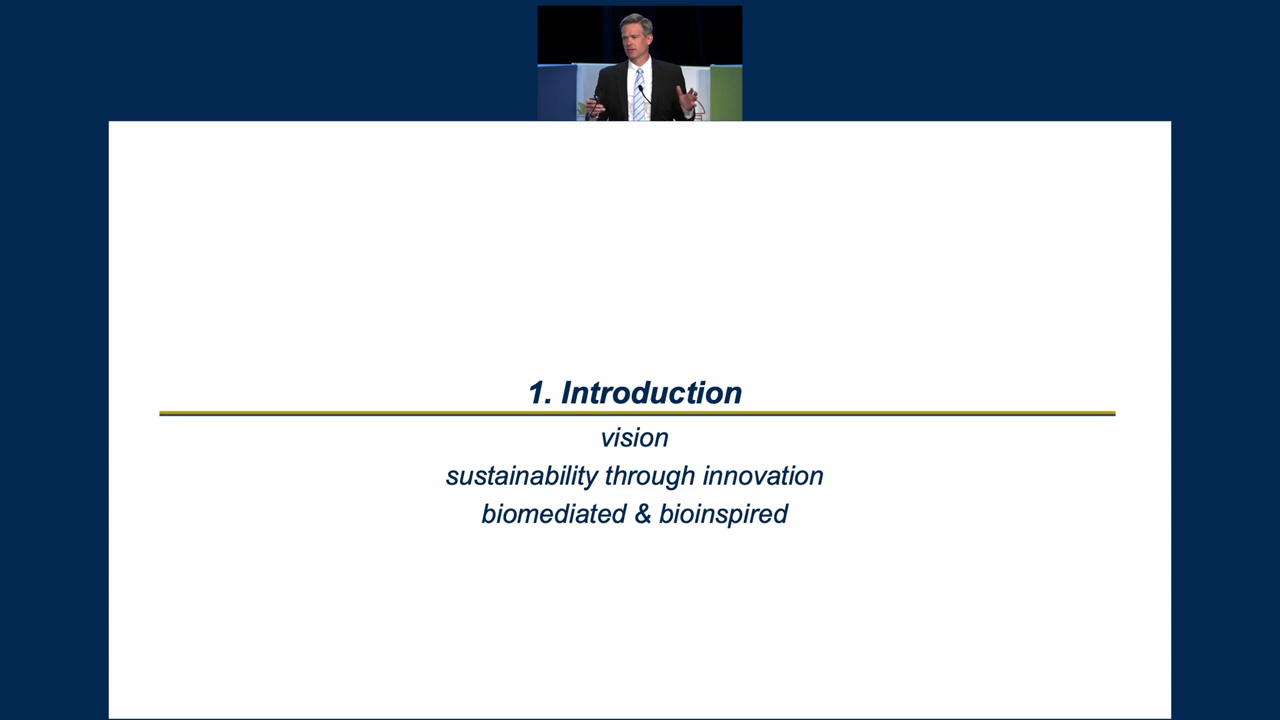 1. Introduction
vision
sustainability through innovation
biomediated & bioinspired